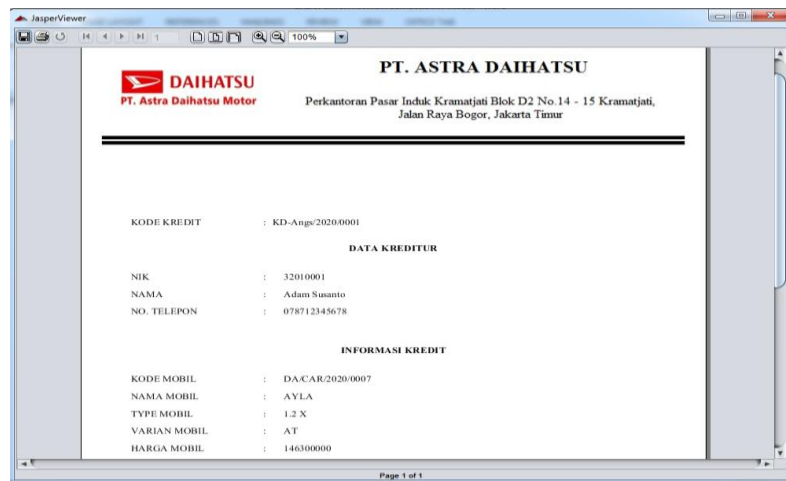 JasperViewer
1
100%
DAIHATSU
PT. Astra Daihatsu Motor
PT. ASTRA DAIHATSU
Perkantoran Pasar Induk Kramatjati Blok D2 No.14 - 15 Kramatjati,
Jalan Raya Bogor, Jakarta Timur
KODE KREDIT : KD-Angs/2020/0001
DATA KREDITUR
NIK : 32010001
NAMA : Adam Susanto
NO. TELEPON : 078712345678
INFORMASI KREDIT
KODE MOBIL : DA/CAR/2020/0007
NAMA MOBIL : AYLA
TYPE MOBIL : 1.2 X
VARIAN MOBIL : AT
HARGA MOBIL : 146300000
Page 1 of 1